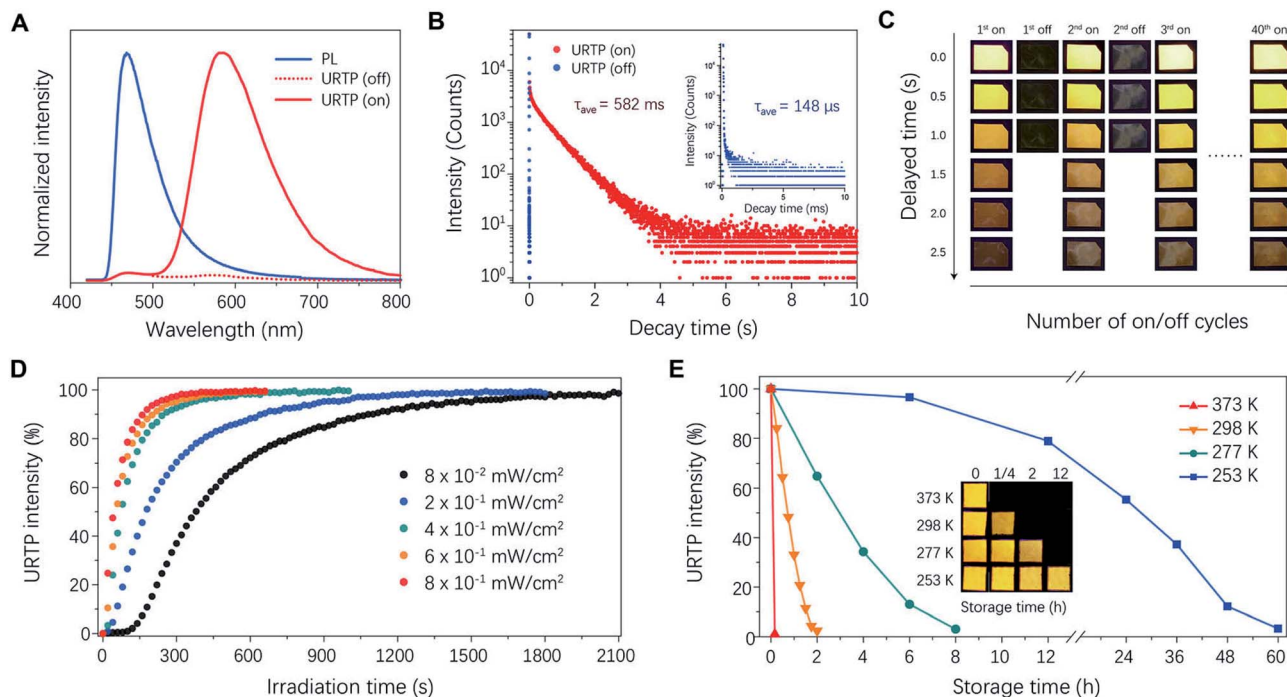 A
Normalized intensity
PL
URTP (off)
URTP (on)
400 500 600 700 800
Wavelength (nm)
B
Intensity (Counts)
10⁴
10³
10²
10¹
10⁰
URTP (on)
URTP (off)
τave = 582 ms
τave = 148 μs
Intensity (Counts)
10⁴
10³
10²
10¹
10⁰
0 5 10
Decay time (ms)
0 2 4 6 8 10
Decay time (s)
C
1st on 1st off 2nd on 2nd off 3rd on 40th on
Delayed time (s)
0.0
0.5
1.0
1.5
2.0
2.5
......
Number of on/off cycles
D
URTP intensity (%)
100
80
60
40
20
0
8 x 10⁻² mW/cm²
2 x 10⁻¹ mW/cm²
4 x 10⁻¹ mW/cm²
6 x 10⁻¹ mW/cm²
8 x 10⁻¹ mW/cm²
0 300 600 900 1200 1500 1800 2100
Irradiation time (s)
E
URTP intensity (%)
100
80
60
40
20
0
373 K
298 K
277 K
253 K
0 1/4 2 12
373 K
298 K
277 K
253 K
Storage time (h)
0 2 4 6 8 10 12 24 36 48 60
Storage time (h)